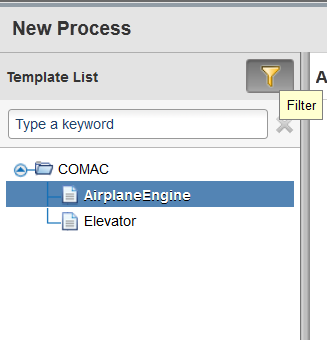 New Process
Template List
A
Filter
Type a keyword
COMAC
AirplaneEngine
Elevator